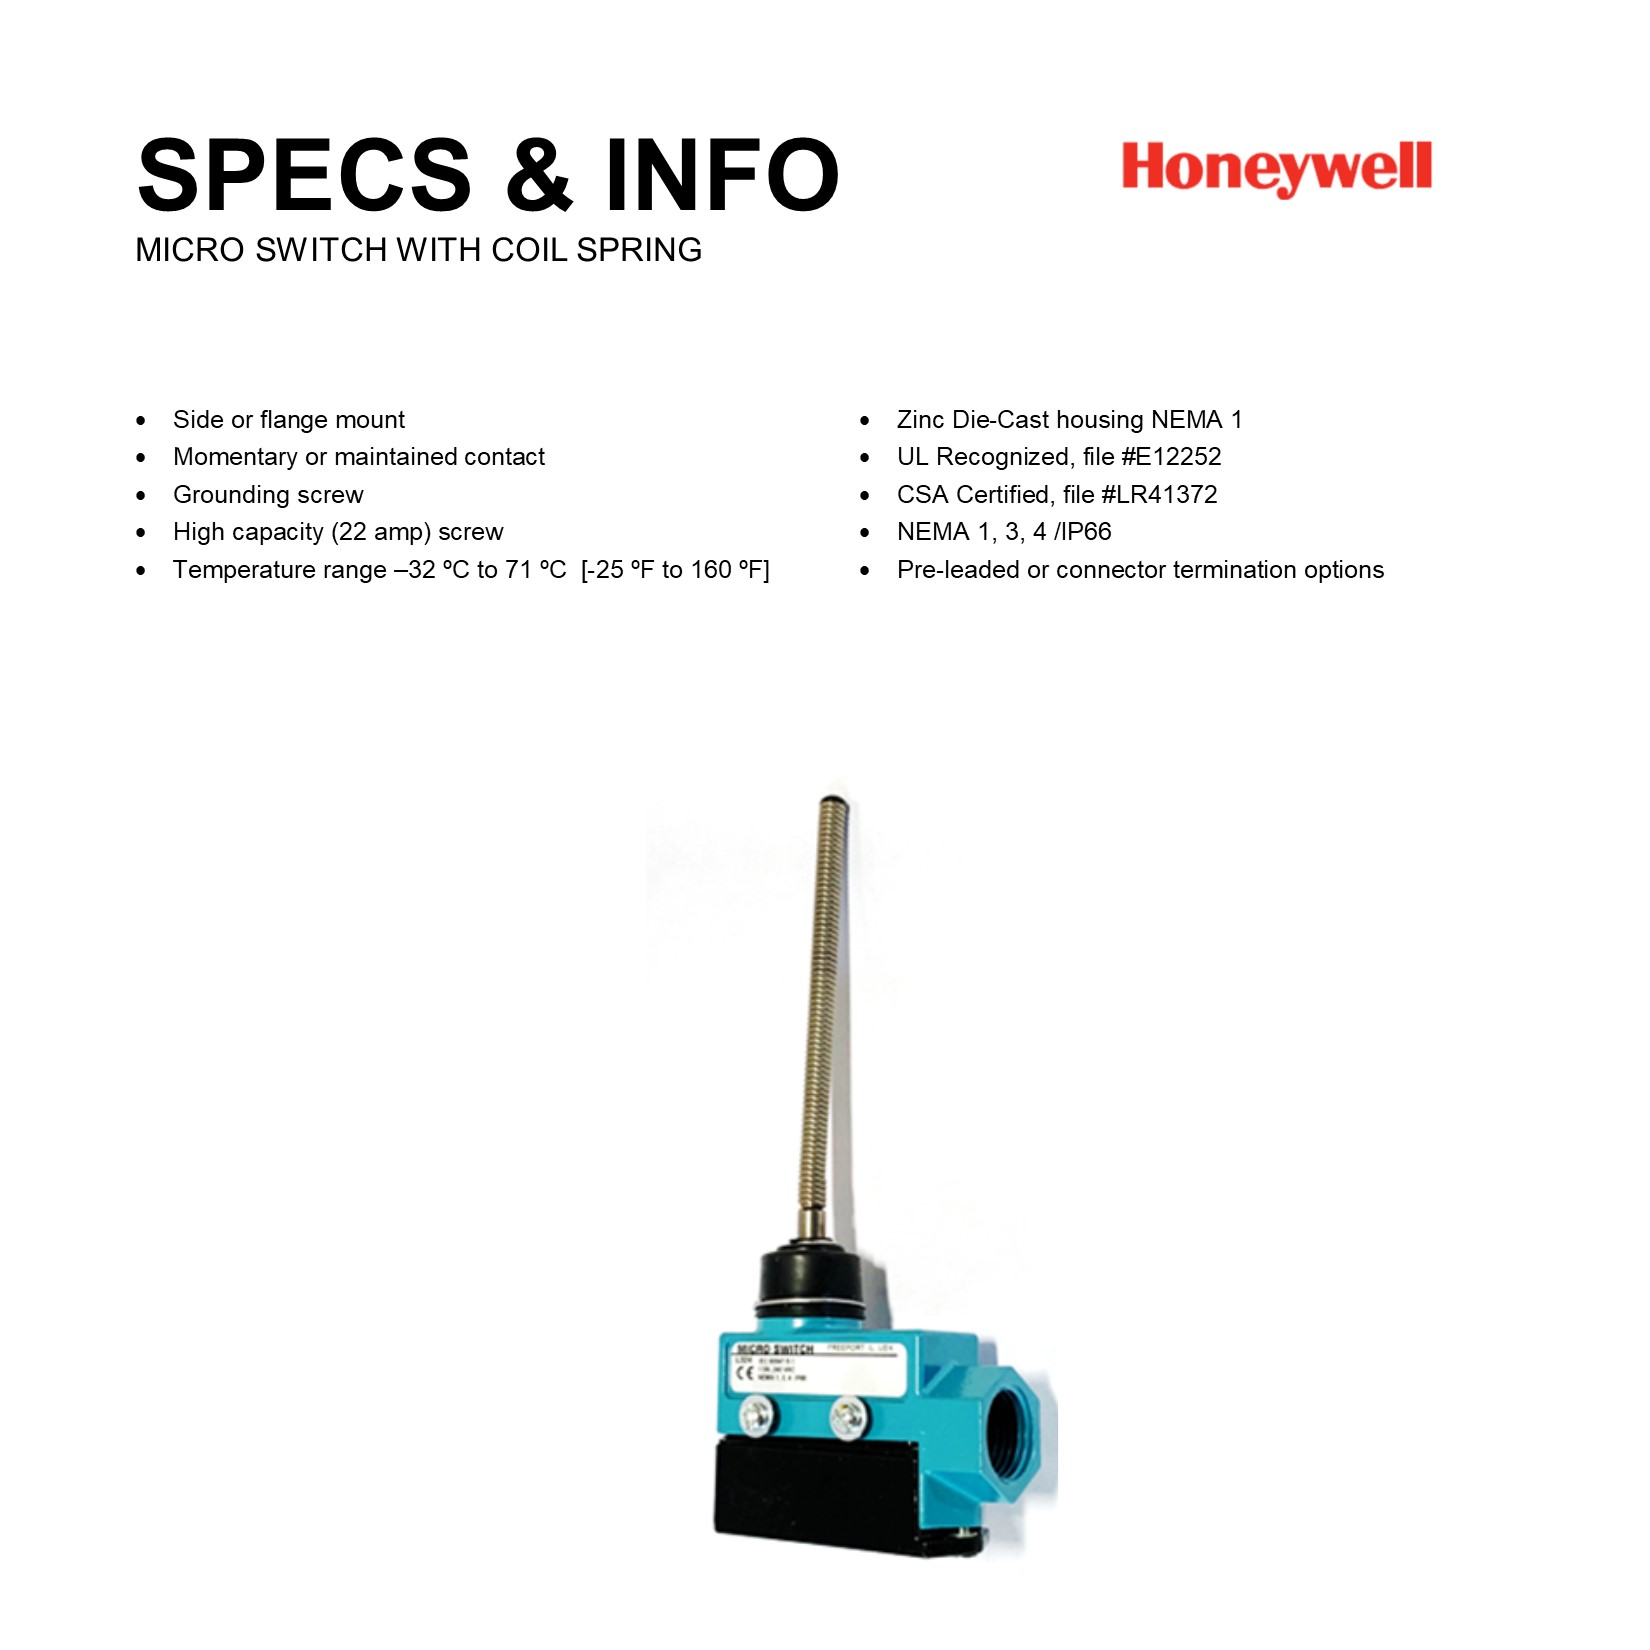 SPECS & INFO
Honeywell
MICRO SWITCH WITH COIL SPRING
• Side or flange mount
• Momentary or maintained contact
• Grounding screw
• High capacity (22 amp) screw
• Temperature range –32 ºC to 71 ºC  [-25 ºF to 160 ºF]
• Zinc Die-Cast housing NEMA 1
• UL Recognized, file #E12252
• CSA Certified, file #LR41372
• NEMA 1, 3, 4 /IP66
• Pre-leaded or connector termination options
MICRO SWITCH FREEPORT
CE